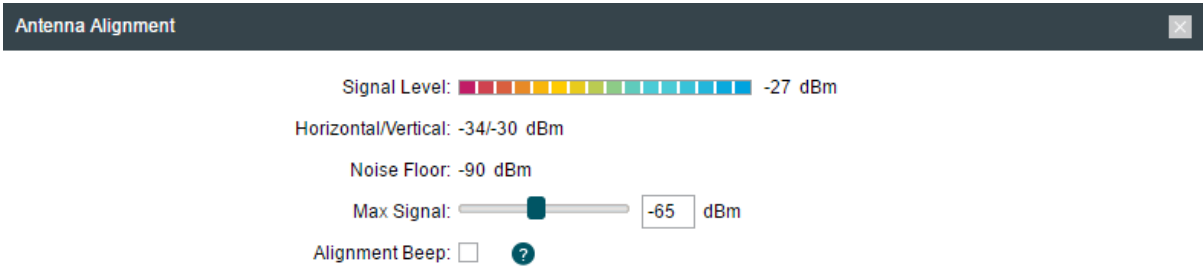 Antenna Alignment
Signal Level: -27 dBm
Horizontal/Vertical: -34/-30 dBm
Noise Floor: -90 dBm
Max Signal: -65 dBm
Alignment Beep: ?